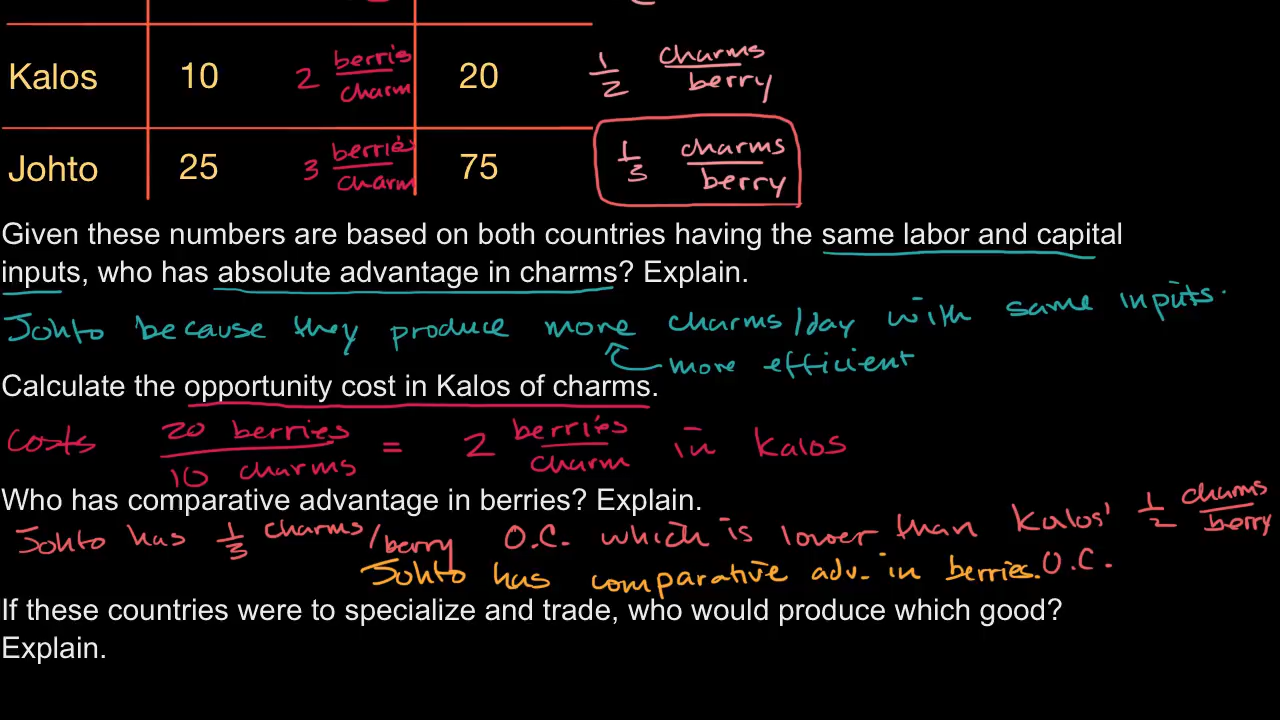 Kalos 10 2 berries/charm 20 1/2 charms/berry
Johto 25 3 berries/charm 75 1/3 charms/berry
Given these numbers are based on both countries having the same labor and capital
inputs, who has absolute advantage in charms? Explain.
Johto because they produce more charms/day with same inputs.
more efficient
Calculate the opportunity cost in Kalos of charms.
costs 20 berries/10 charms = 2 berries/charm in Kalos
Who has comparative advantage in berries? Explain.
Johto has 1/3 charms/berry O.C. which is lower than Kalos' 1/2 charms/berry O.C.
Johto has comparative adv. in berries.
If these countries were to specialize and trade, who would produce which good?
Explain.